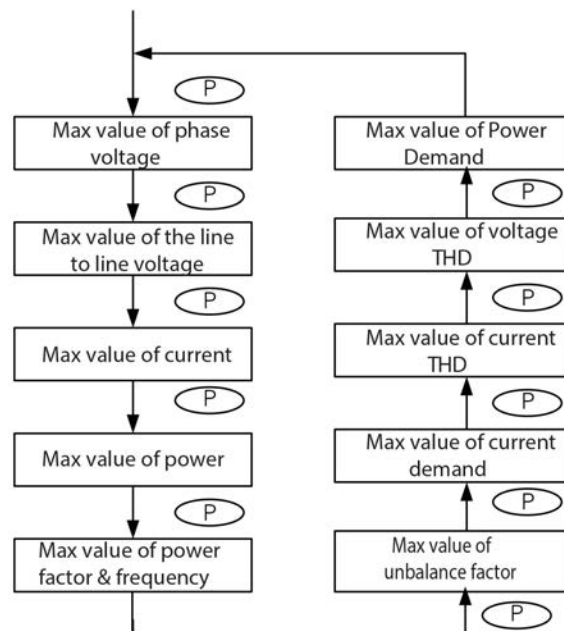 P
Max value of phase
voltage
P
Max value of the line
to line voltage
P
Max value of current
P
Max value of power
P
Max value of power
factor & frequency
Max value of Power
Demand
P
Max value of voltage
THD
P
Max value of current
THD
P
Max value of current
demand
P
Max value of
unbalance factor
P